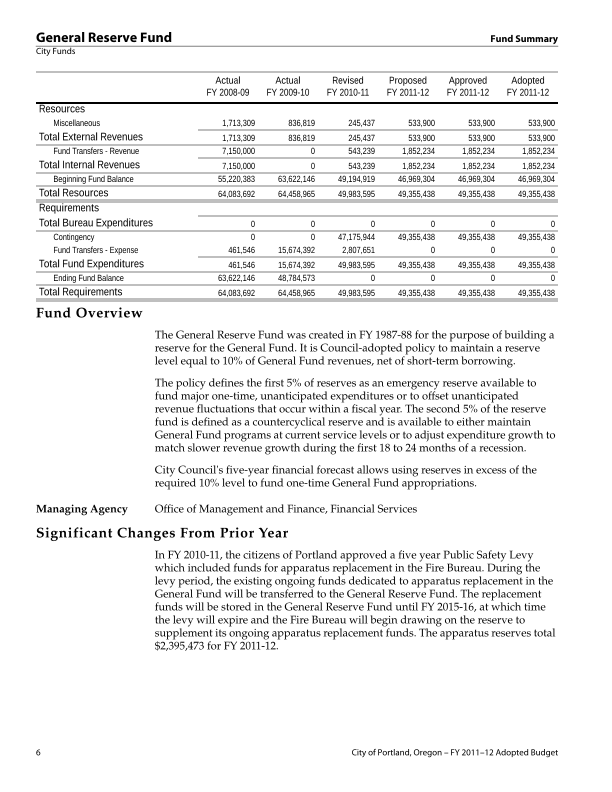 General Reserve Fund Fund Summary
City Funds
Actual Actual Revised Proposed Approved Adopted
FY 2008-09 FY 2009-10 FY 2010-11 FY 2011-12 FY 2011-12 FY 2011-12
Resources
Miscellaneous 1,713,309 836,819 245,437 533,900 533,900 533,900
Total External Revenues 1,713,309 836,819 245,437 533,900 533,900 533,900
Fund Transfers - Revenue 7,150,000 0 543,239 1,852,234 1,852,234 1,852,234
Total Internal Revenues 7,150,000 0 543,239 1,852,234 1,852,234 1,852,234
Beginning Fund Balance 55,220,383 63,622,146 49,194,919 46,969,304 46,969,304 46,969,304
Total Resources 64,083,692 64,458,965 49,983,595 49,355,438 49,355,438 49,355,438
Requirements
Total Bureau Expenditures 0 0 0 0 0 0
Contingency 0 0 47,175,944 49,355,438 49,355,438 49,355,438
Fund Transfers - Expense 461,546 15,674,392 2,807,651 0 0 0
Total Fund Expenditures 461,546 15,674,392 49,983,595 49,355,438 49,355,438 49,355,438
Ending Fund Balance 63,622,146 48,784,573 0 0 0 0
Total Requirements 64,083,692 64,458,965 49,983,595 49,355,438 49,355,438 49,355,438
Fund Overview
The General Reserve Fund was created in FY 1987-88 for the purpose of building a
reserve for the General Fund. It is Council-adopted policy to maintain a reserve
level equal to 10% of General Fund revenues, net of short-term borrowing.
The policy defines the first 5% of reserves as an emergency reserve available to
fund major one-time, unanticipated expenditures or to offset unanticipated
revenue fluctuations that occur within a fiscal year. The second 5% of the reserve
fund is defined as a countercyclical reserve and is available to either maintain
General Fund programs at current service levels or to adjust expenditure growth to
match slower revenue growth during the first 18 to 24 months of a recession.
City Council's five-year financial forecast allows using reserves in excess of the
required 10% level to fund one-time General Fund appropriations.
Managing Agency Office of Management and Finance, Financial Services
Significant Changes From Prior Year
In FY 2010-11, the citizens of Portland approved a five year Public Safety Levy
which included funds for apparatus replacement in the Fire Bureau. During the
levy period, the existing ongoing funds dedicated to apparatus replacement in the
General Fund will be transferred to the General Reserve Fund. The replacement
funds will be stored in the General Reserve Fund until FY 2015-16, at which time
the levy will expire and the Fire Bureau will begin drawing on the reserve to
supplement its ongoing apparatus replacement funds. The apparatus reserves total
$2,395,473 for FY 2011-12.
6 City of Portland, Oregon – FY 2011–12 Adopted Budget